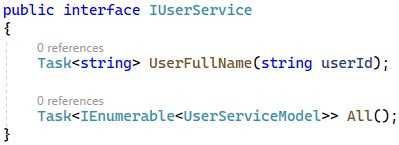 public interface IUserService
{
0 references
Task<string> UserFullName(string userId);
0 references
Task<IEnumerable<UserServiceModel>> All();
}